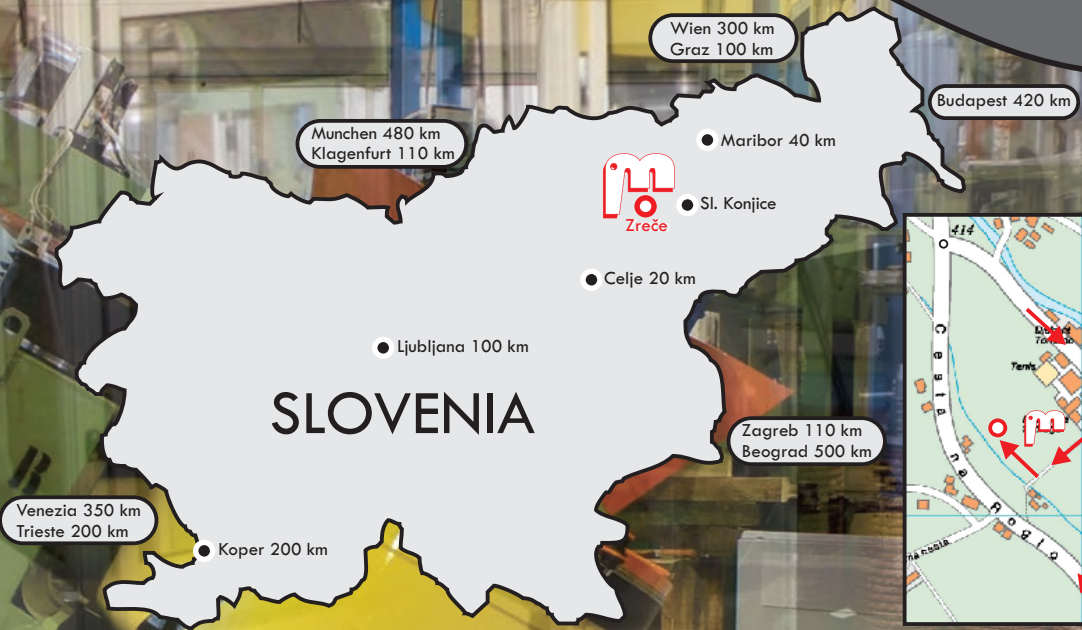 Wien 300 km
Graz 100 km
Budapest 420 km
Munchen 480 km
Klagenfurt 110 km
Maribor 40 km
Sl. Konjice
Zreče
Celje 20 km
Ljubljana 100 km
SLOVENIA
Zagreb 110 km
Beograd 500 km
Venezia 350 km
Trieste 200 km
Koper 200 km
414
Tenis
Cesta na Roglo